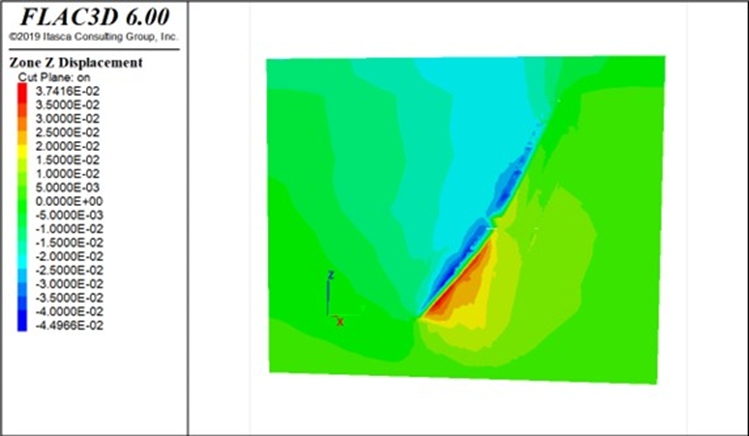 FLAC3D 6.00
©2019 Itasca Consulting Group, Inc.
Zone Z Displacement
Cut Plane: on
3.7416E-02
3.5000E-02
3.0000E-02
2.5000E-02
2.0000E-02
1.5000E-02
1.0000E-02
5.0000E-03
0.0000E+00
-5.0000E-03
-1.0000E-02
-1.5000E-02
-2.0000E-02
-2.5000E-02
-3.0000E-02
-3.5000E-02
-4.0000E-02
-4.4966E-02
Z
X